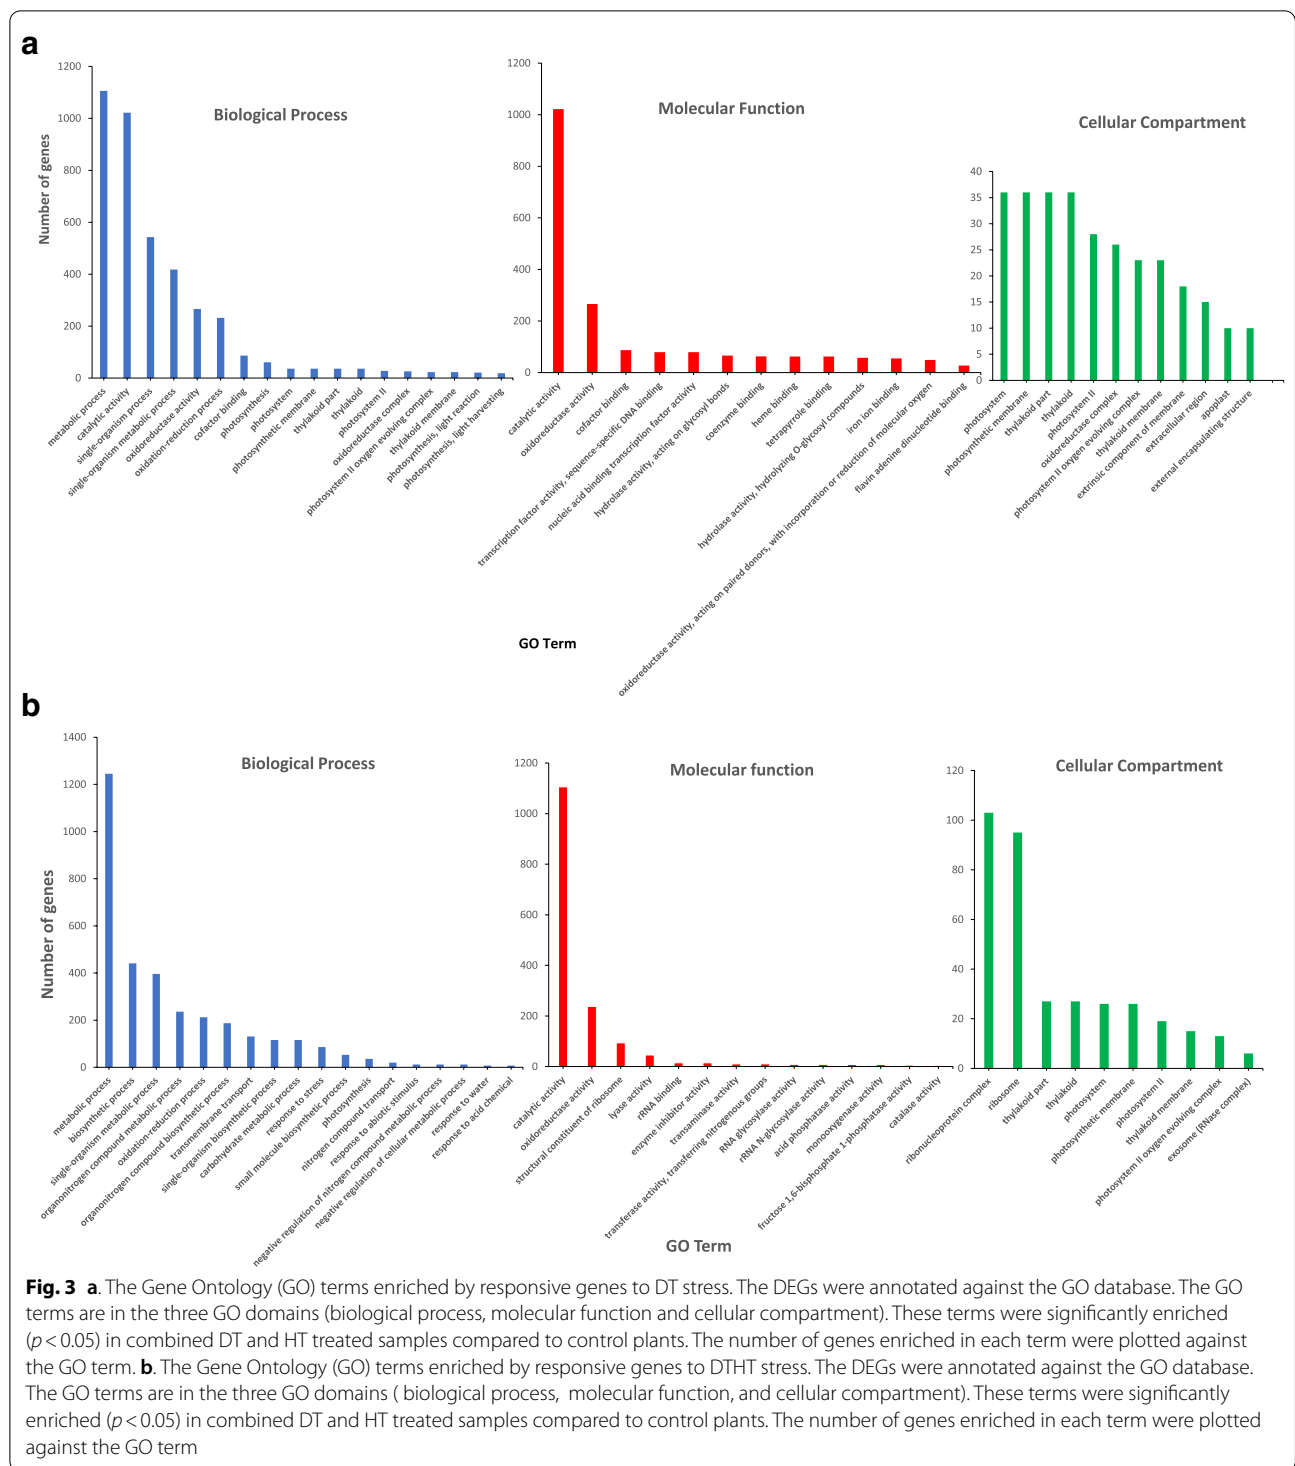 a
Biological Process
Number of genes
1200
1000
800
600
400
200
0
metabolic process
catalytic activity
single-organism process
single-organism metabolic process
oxidoreductase activity
oxidation-reduction process
cofactor binding
photosynthesis
photosystem
photosynthetic membrane
thylakoid part
thylakoid
photosystem II
oxidoreductase complex
photosystem II oxygen evolving complex
thylakoid membrane
photosynthesis, light reaction
photosynthesis, light harvesting
Molecular Function
1200
1000
800
600
400
200
0
catalytic activity
oxidoreductase activity
cofactor binding
transcription factor activity, sequence-specific DNA binding
nucleic acid binding transcription factor activity
hydrolase activity, acting on glycosyl bonds
coenzyme binding
heme binding
tetrapyrrole binding
hydrolase activity, hydrolyzing O-glycosyl compounds
iron ion binding
oxidoreductase activity, acting on paired donors, with incorporation or reduction of molecular oxygen
flavin adenine dinucleotide binding
Cellular Compartment
40
35
30
25
20
15
10
5
0
photosystem
photosynthetic membrane
thylakoid part
thylakoid
photosystem II
oxidoreductase complex
photosystem II oxygen evolving complex
thylakoid membrane
extrinsic component of membrane
extracellular region
apoplast
external encapsulating structure
GO Term
b
Biological Process
Number of genes
1400
1200
1000
800
600
400
200
0
metabolic process
biosynthetic process
single-organism metabolic process
organonitrogen compound metabolic process
oxidation-reduction process
organonitrogen compound biosynthetic process
transmembrane transport
single-organism biosynthetic process
carbohydrate metabolic process
response to stress
small molecule biosynthetic process
photosynthesis
nitrogen compound transport
response to abiotic stimulus
negative regulation of nitrogen compound metabolic process
negative regulation of cellular metabolic process
response to water
response to acid chemical
Molecular function
1200
1000
800
600
400
200
0
catalytic activity
oxidoreductase activity
structural constituent of ribosome
lyase activity
rRNA binding
enzyme inhibitor activity
transaminase activity
transferase activity, transferring nitrogenous groups
RNA glycosylase activity
rRNA N-glycosylase activity
acid phosphatase activity
monooxygenase activity
fructose 1,6-bisphosphate 1-phosphatase activity
catalase activity
Cellular Compartment
120
100
80
60
40
20
0
ribonucleoprotein complex
ribosome
thylakoid part
thylakoid
photosystem
photosynthetic membrane
photosystem II
thylakoid membrane
photosystem II oxygen evolving complex
exosome (RNase complex)
GO Term
Fig. 3 a. The Gene Ontology (GO) terms enriched by responsive genes to DT stress. The DEGs were annotated against the GO database. The GO
terms are in the three GO domains (biological process, molecular function and cellular compartment). These terms were significantly enriched
(p < 0.05) in combined DT and HT treated samples compared to control plants. The number of genes enriched in each term were plotted against
the GO term. b. The Gene Ontology (GO) terms enriched by responsive genes to DTHT stress. The DEGs were annotated against the GO database.
The GO terms are in the three GO domains ( biological process, molecular function, and cellular compartment). These terms were significantly
enriched (p < 0.05) in combined DT and HT treated samples compared to control plants. The number of genes enriched in each term were plotted
against the GO term